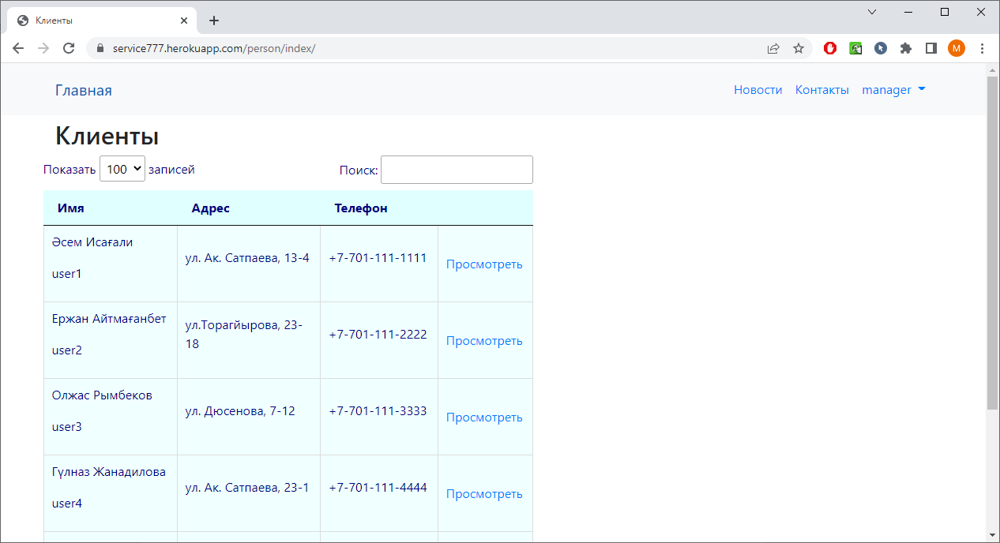 Клиенты
service777.herokuapp.com/person/index/
M
Главная
Новости Контакты manager
Клиенты
Показать 100 записей Поиск:
Имя Адрес Телефон
Әсем Исағали
user1
ул. Ак. Сатпаева, 13-4
+7-701-111-1111
Просмотреть
Ержан Айтмағанбет
user2
ул.Торагйырова, 23-
18
+7-701-111-2222
Просмотреть
Олжас Рымбеков
user3
ул. Дюсенова, 7-12
+7-701-111-3333
Просмотреть
Гүлназ Жанадилова
user4
ул. Ак. Сатпаева, 23-1
+7-701-111-4444
Просмотреть